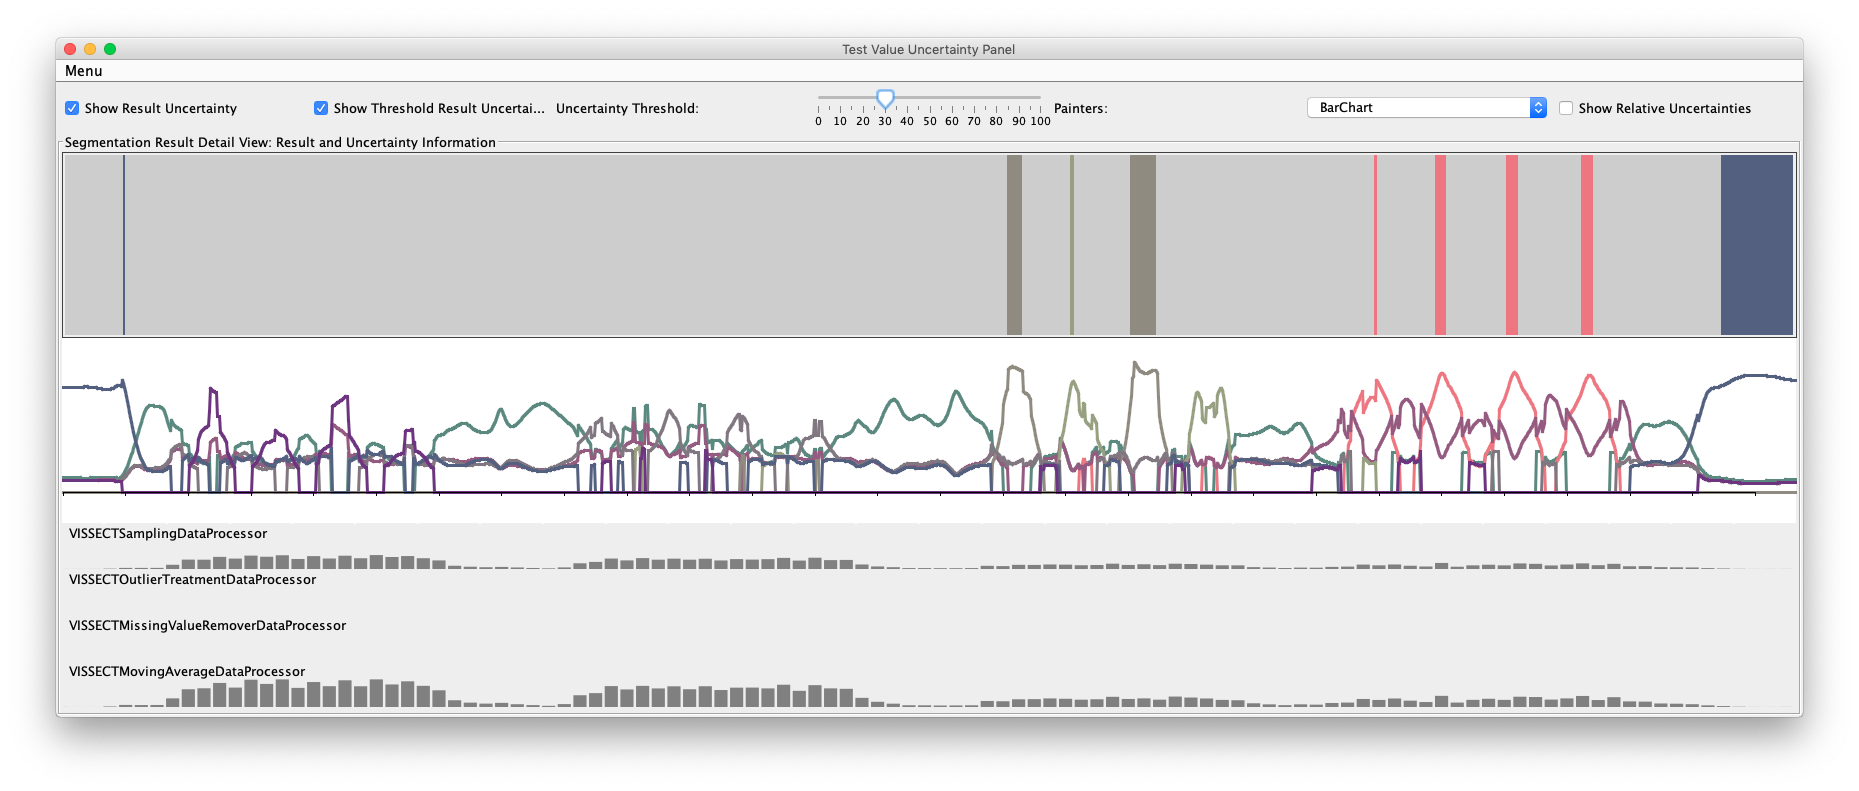 Test Value Uncertainty Panel
Menu
Show Result Uncertainty Show Threshold Result Uncertai... Uncertainty Threshold: Painters: BarChart Show Relative Uncertainties
0 10 20 30 40 50 60 70 80 90 100
Segmentation Result Detail View: Result and Uncertainty Information
VISSECTSamplingDataProcessor
VISSECTOutlierTreatmentDataProcessor
VISSECTMissingValueRemoverDataProcessor
VISSECTMovingAverageDataProcessor